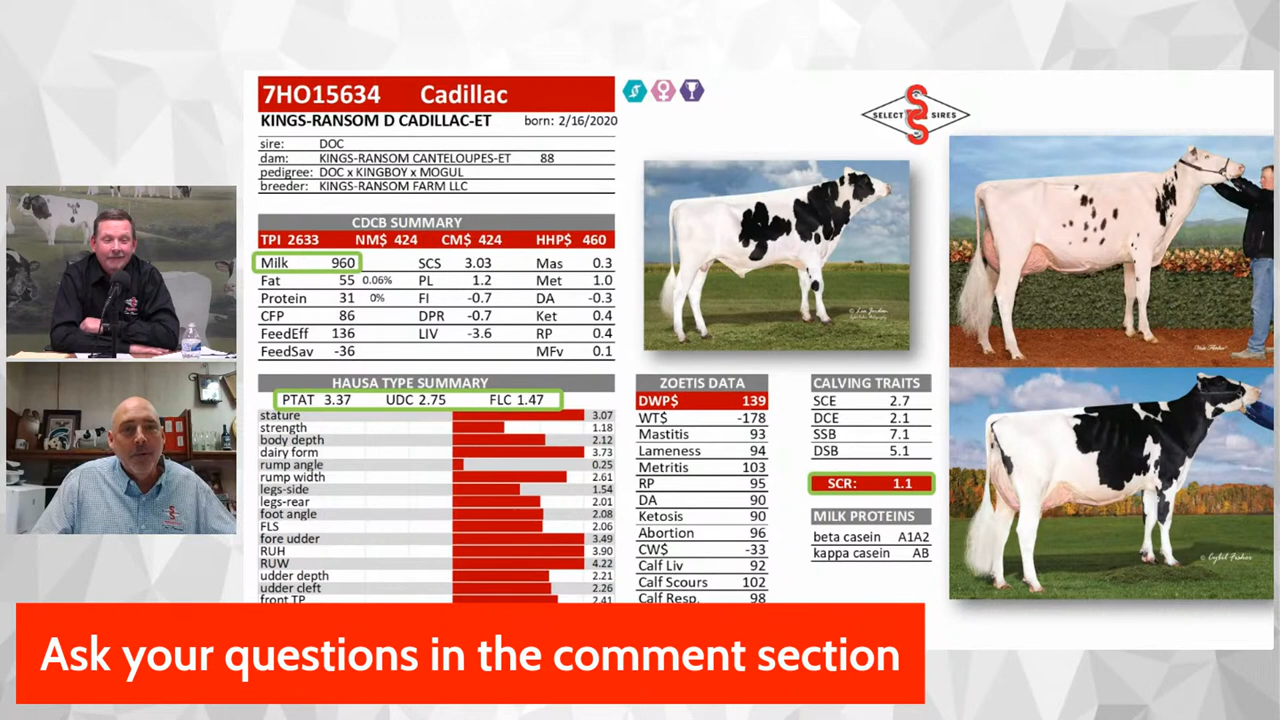 7HO15634 Cadillac
KINGS-RANSOM D CADILLAC-ET born: 2/16/2020
sire: DOC
dam: KINGS-RANSOM CANTELOUPES-ET 88
pedigree: DOC x KINGBOY x MOGUL
breeder: KINGS-RANSOM FARM LLC
CDCB SUMMARY
TPI 2633 NM$ 424 CM$ 424 HHP$ 460
Milk 960 SCS 3.03 Mas 0.3
Fat 55 0.06% PL 1.2 Met 1.0
Protein 31 0% FI -0.7 DA -0.3
CFP 86 DPR -0.7 Ket 0.4
FeedEff 136 LIV -3.6 RP 0.4
FeedSav -36 MFv 0.1
HAUSA TYPE SUMMARY
PTAT 3.37 UDC 2.75 FLC 1.47
stature 3.07
strength 1.18
body depth 2.12
dairy form 3.73
rump angle 0.25
rump width 2.61
legs-side 1.54
legs-rear 2.01
foot angle 2.08
FLS 2.06
fore udder 3.49
RUH 3.90
RUW 4.22
udder depth 2.21
udder cleft 2.26
front TP 2.41
SELECT SIRES
ZOETIS DATA
DWP$ 139
WT$ -178
Mastitis 93
Lameness 94
Metritis 103
RP 95
DA 90
Ketosis 90
Abortion 96
CW$ -33
Calf Liv 92
Calf Scours 102
Calf Resp. 98
CALVING TRAITS
SCE 2.7
DCE 2.1
SSB 7.1
DSB 5.1
SCR: 1.1
MILK PROTEINS
beta casein A1A2
kappa casein AB
Ask your questions in the comment section